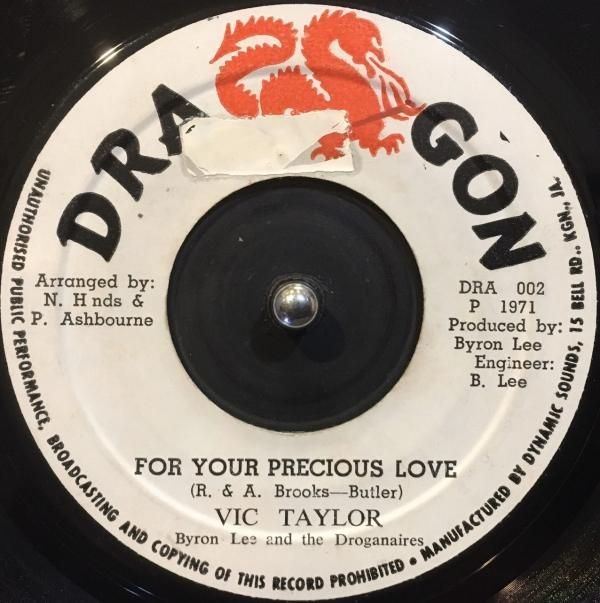 DRAGON
Arranged by:
N. H nds &
P. Ashbourne
DRA 002
P 1971
Produced by:
Byron Lee
Engineer:
B. Lee
FOR YOUR PRECIOUS LOVE
(R. & A. Brooks—Butler)
VIC TAYLOR
Byron Lee and the Droganaires
UNAUTHORISED PUBLIC PERFORMANCE, BROADCASTING AND COPYING OF THIS RECORD PROHIBITED • MANUFACTURED BY DYNAMIC SOUNDS, 15 BELL RD., KGN., JA.